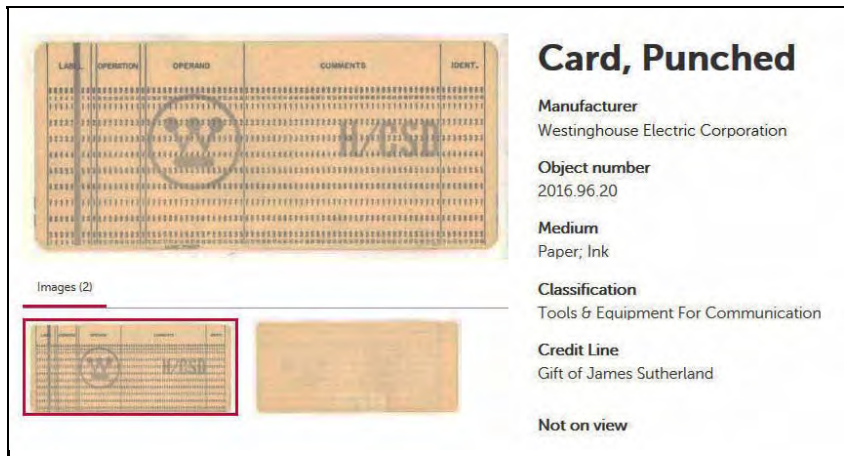 LABEL OPERATION OPERAND COMMENTS IDENT.
H/CSD
Card, Punched
Manufacturer
Westinghouse Electric Corporation
Object number
2016.96.20
Medium
Paper; Ink
Classification
Tools & Equipment For Communication
Credit Line
Gift of James Sutherland
Not on view
Images (2)
H/CSD